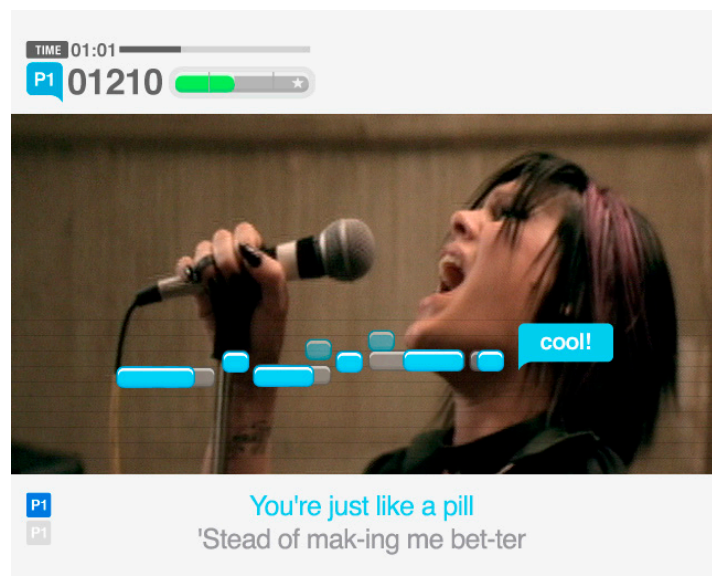 TIME 01:01
P1 01210
cool!
P1 You're just like a pill
P1 'Stead of mak-ing me bet-ter